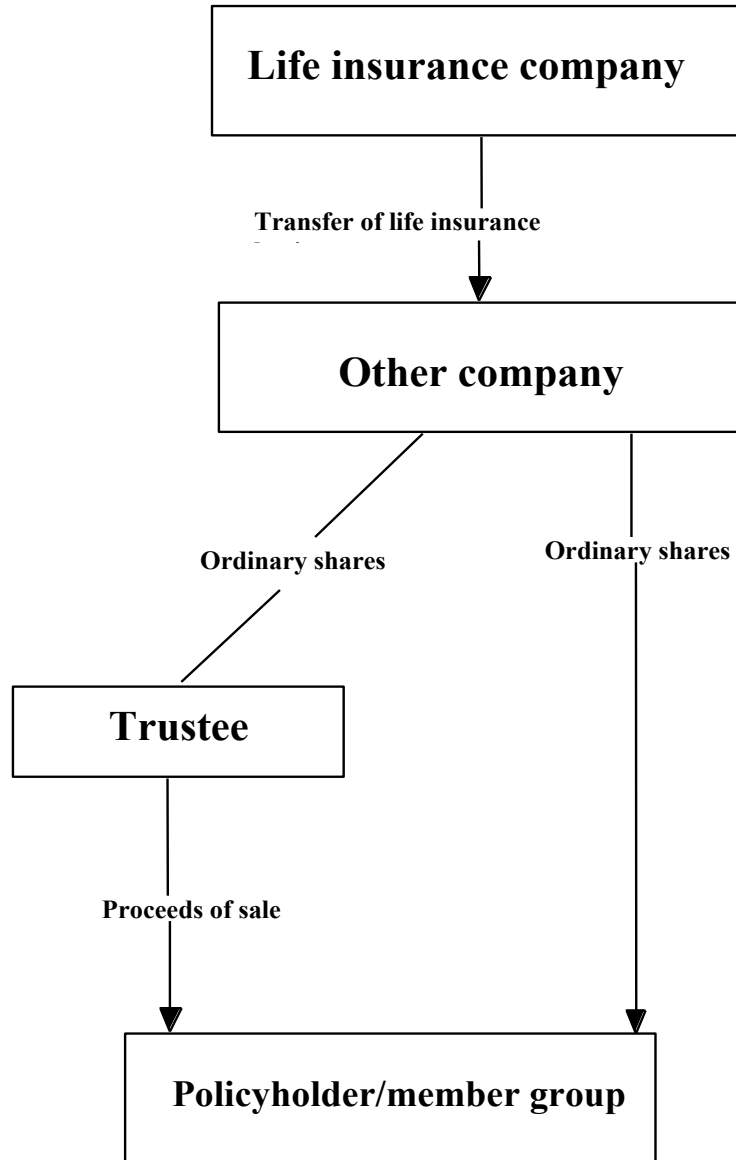 Life insurance company
Transfer of life insurance
Other company
Ordinary shares
Ordinary shares
Trustee
Proceeds of sale
Policyholder/member group